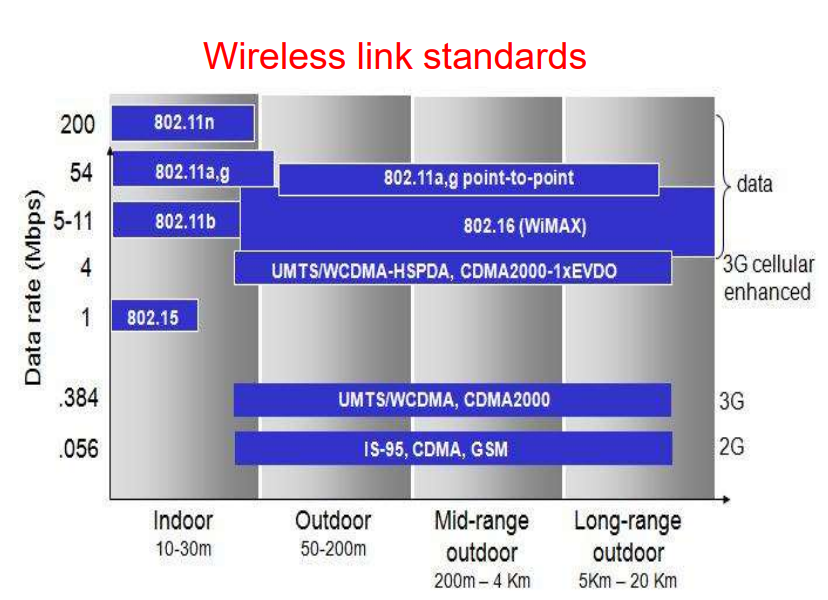 Wireless link standards
200
802.11n
54
802.11a,g
802.11a,g point-to-point
data
5-11
802.11b
802.16 (WiMAX)
4
UMTS/WCDMA-HSPDA, CDMA2000-1xEVDO
3G cellular
enhanced
1
802.15
Data rate (Mbps)
.384
UMTS/WCDMA, CDMA2000
3G
.056
IS-95, CDMA, GSM
2G
Indoor
10-30m
Outdoor
50-200m
Mid-range
outdoor
200m – 4 Km
Long-range
outdoor
5Km – 20 Km